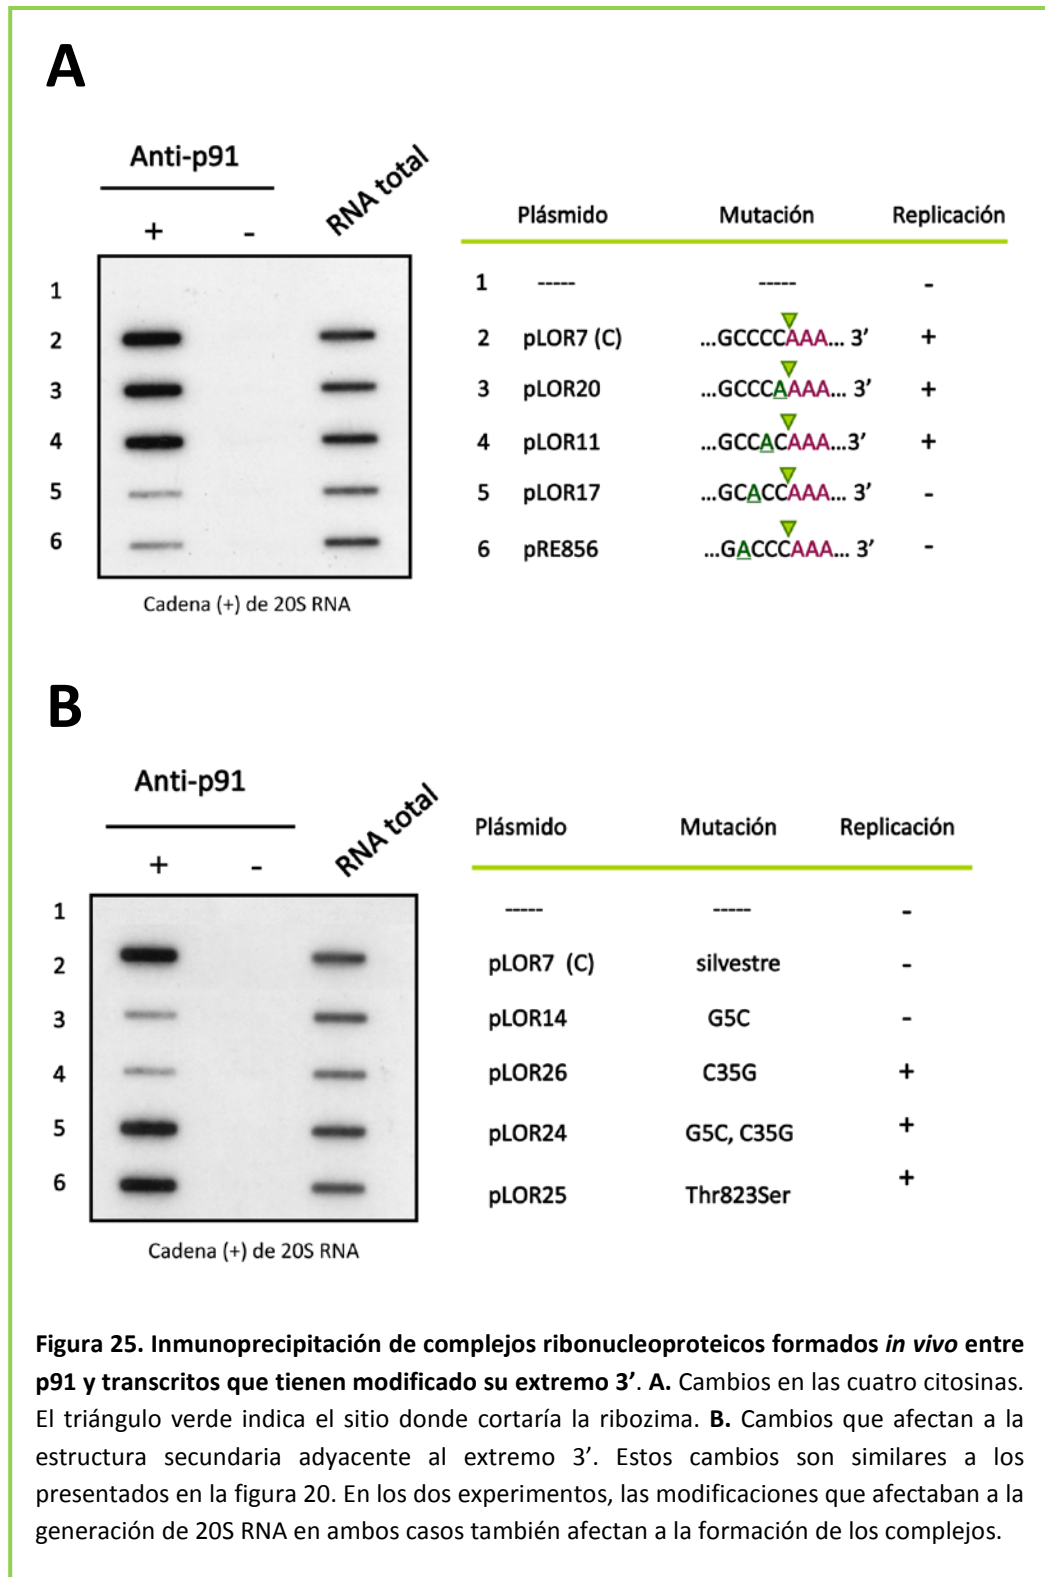 A
Anti-p91
RNA total
+ -
1
2
3
4
5
6
Cadena (+) de 20S RNA
Plásmido Mutación Replicación
1 ----- ----- -
2 pLOR7 (C) ...GCCCCAAA... 3’ +
3 pLOR20 ...GCCCAAAA... 3’ +
4 pLOR11 ...GCCACAAA...3’ +
5 pLOR17 ...GCACCAAA... 3’ -
6 pRE856 ...GACCCAAA... 3’ -
B
Anti-p91
RNA total
+ -
1
2
3
4
5
6
Cadena (+) de 20S RNA
Plásmido Mutación Replicación
----- ----- -
pLOR7 (C) silvestre -
pLOR14 G5C -
pLOR26 C35G +
pLOR24 G5C, C35G +
pLOR25 Thr823Ser +
Figura 25. Inmunoprecipitación de complejos ribonucleoproteicos formados in vivo entre
p91 y transcritos que tienen modificado su extremo 3’. A. Cambios en las cuatro citosinas.
El triángulo verde indica el sitio donde cortaría la ribozima. B. Cambios que afectan a la
estructura secundaria adyacente al extremo 3’. Estos cambios son similares a los
presentados en la figura 20. En los dos experimentos, las modificaciones que afectaban a la
generación de 20S RNA en ambos casos también afectan a la formación de los complejos.